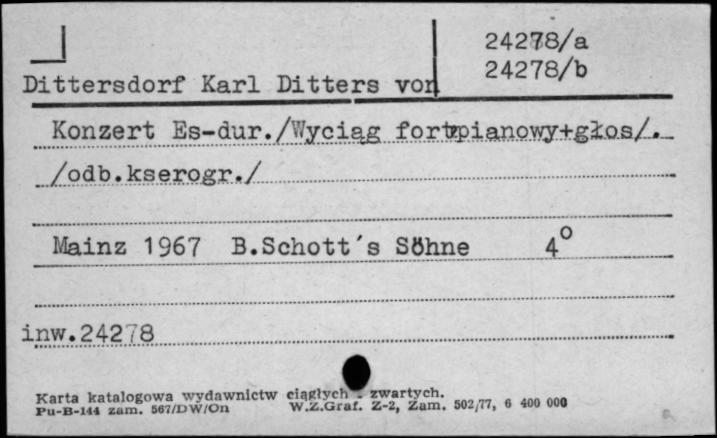 24278/a
24278/b
Dittersdorf Karl Ditters von
Konzert Es-dur./Wyciąg fortepianowy+głos/.
/odb.kserogr./
Mainz 1967 B.Schott's Söhne 4°
inw.24278
Karta katalogowa wydawnictw ciągłych - zwartych.
Pu-B-144 zam. 567/DW/On W.Z.Graf. Z-2, Zam. 502/77, 6 400 000